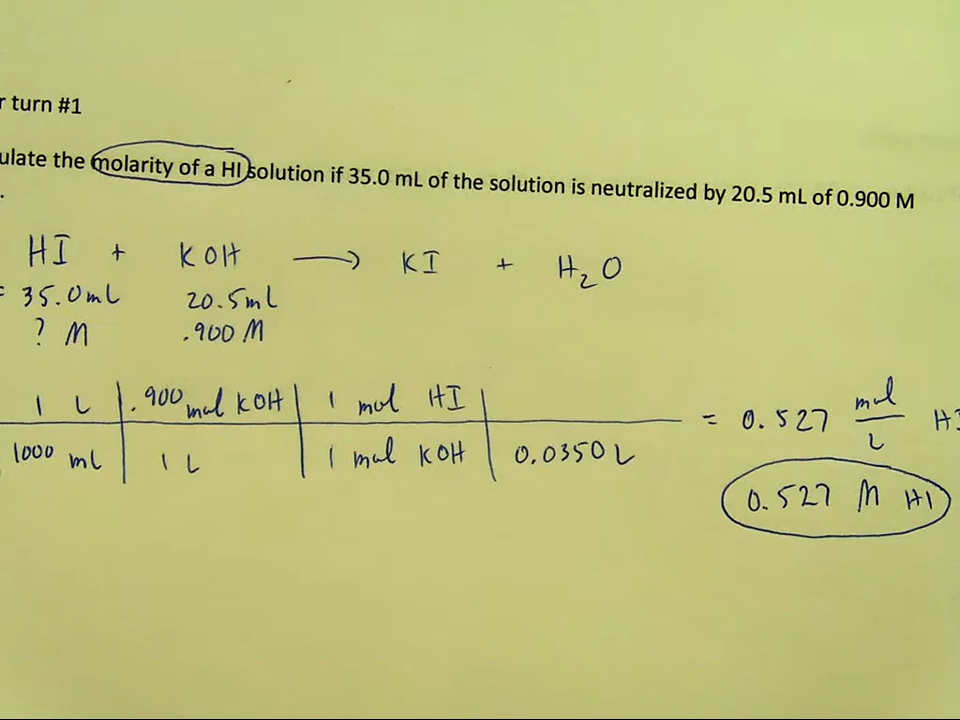 r turn #1
ulate the molarity of a HI solution if 35.0 mL of the solution is neutralized by 20.5 mL of 0.900 M
.
HI + KOH → KI + H₂O
= 35.0mL 20.5mL
? M .900 M
1 L .900 mol KOH 1 mol HI
1000 mL 1 L 1 mol KOH 0.0350L
= 0.527 mol/L HI
0.527 M HI